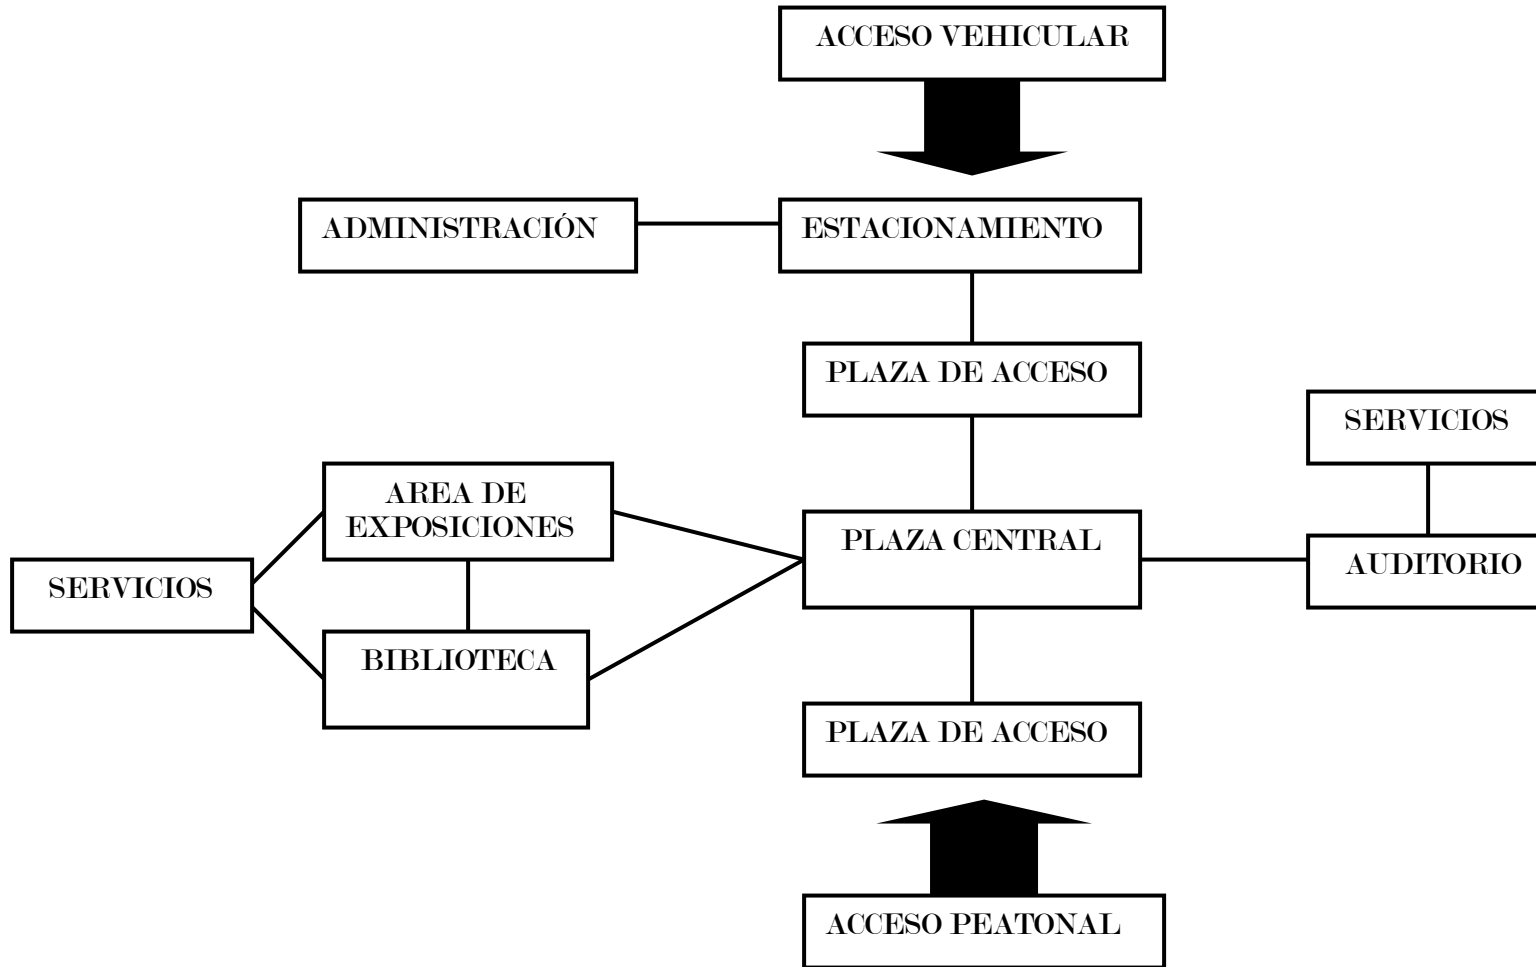 ACCESO VEHICULAR
ADMINISTRACIÓN
ESTACIONAMIENTO
PLAZA DE ACCESO
SERVICIOS
AREA DE
EXPOSICIONES
PLAZA CENTRAL
AUDITORIO
SERVICIOS
BIBLIOTECA
PLAZA DE ACCESO
ACCESO PEATONAL